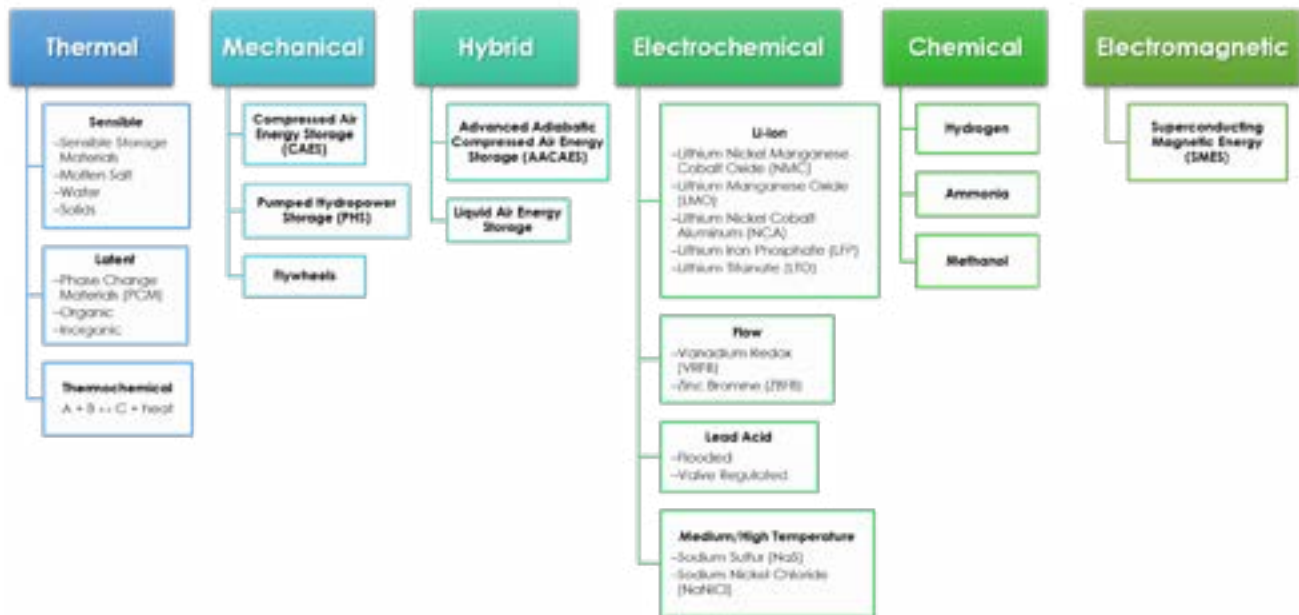 Thermal
Sensible
–Sensible Storage
Materials
–Molten Salt
–Water
–Solids
Latent
–Phase Change
Materials (PCM)
–Organic
–Inorganic
Thermochemical
A + B ↔ C + heat
Mechanical
Compressed Air
Energy Storage
(CAES)
Pumped Hydropower
Storage (PHS)
Flywheels
Hybrid
Advanced Adiabatic
Compressed Air Energy
Storage (AACAES)
Liquid Air Energy
Storage
Electrochemical
Li-Ion
–Lithium Nickel Manganese
Cobalt Oxide (NMC)
–Lithium Manganese Oxide
(LMO)
–Lithium Nickel Cobalt
Aluminum (NCA)
–Lithium Iron Phosphate (LFP)
–Lithium Titanate (LTO)
Flow
–Vanadium Redox
(VRFB)
–Zinc Bromine (ZBFB)
Lead Acid
–Flooded
–Valve Regulated
Medium/High Temperature
–Sodium Sulfur (NaS)
–Sodium Nickel Chloride
(NaNiCl)
Chemical
Hydrogen
Ammonia
Methanol
Electromagnetic
Superconducting
Magnetic Energy
(SMES)